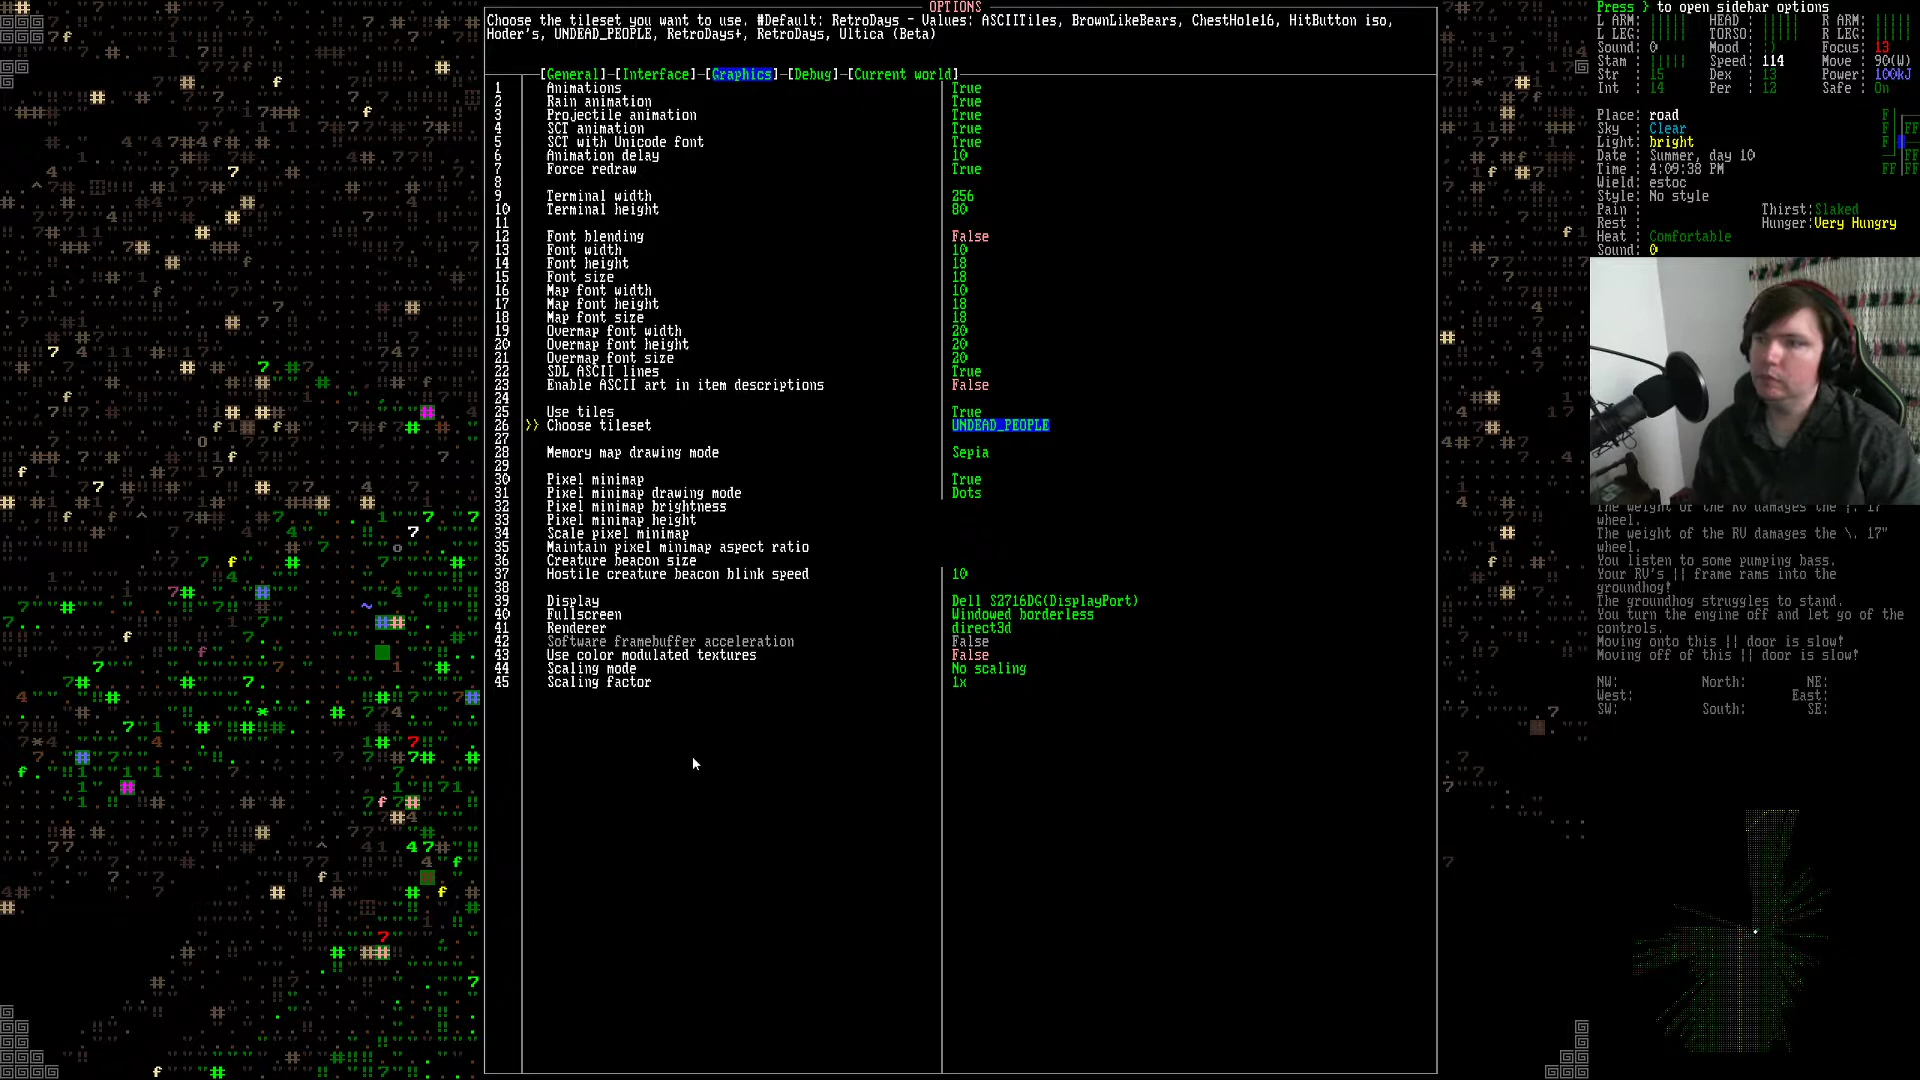 OPTIONS
Choose the tileset you want to use. #Default: RetroDays - Values: ASCIITiles, BrownLikeBears, ChestHole16, HitButton iso,
Hoder's, UNDEAD_PEOPLE, RetroDays+, RetroDays, Ultica (Beta)
[General]-[Interface]-[Graphics]-[Debug]-[Current world]
1 Animations True
2 Rain animation True
3 Projectile animation True
4 SCT animation True
5 SCT with Unicode font True
6 Animation delay 10
7 Force redraw True
8
9 Terminal width 256
10 Terminal height 80
11
12 Font blending False
13 Font width 10
14 Font height 18
15 Font size 18
16 Map font width 10
17 Map font height 18
18 Map font size 18
19 Overmap font width 20
20 Overmap font height 20
21 Overmap font size 20
22 SDL ASCII lines True
23 Enable ASCII art in item descriptions False
24
25 Use tiles True
26 >> Choose tileset UNDEAD_PEOPLE
27
28 Memory map drawing mode Sepia
29
30 Pixel minimap True
31 Pixel minimap drawing mode Dots
32 Pixel minimap brightness
33 Pixel minimap height
34 Scale pixel minimap
35 Maintain pixel minimap aspect ratio
36 Creature beacon size
37 Hostile creature beacon blink speed 10
38
39 Display Dell S2716DG(DisplayPort)
40 Fullscreen Windowed borderless
41 Renderer direct3d
42 Software framebuffer acceleration False
43 Use color modulated textures False
44 Scaling mode No scaling
45 Scaling factor 1x
Press } to open sidebar options
L ARM: HEAD : R ARM:
L LEG: TORSO: R LEG:
Sound: 0 Mood : :) Focus: 13
Stam : Speed: 114 Move : 90(W)
Str : 15 Dex : 13 Power: 100kJ
Int : 14 Per : 12 Safe : On
Place: road
Sky : Clear
Light: bright
Date : Summer, day 10
Time : 4:09:38 PM
Wield: estoc
Style: No style
Pain : Thirst: Slaked
Rest : Hunger: Very Hungry
Heat : Comfortable
Sound: 0
The weight of the RV damages the |. 17"
wheel.
The weight of the RV damages the \. 17"
wheel.
You listen to some pumping bass.
Your RV's || frame rams into the
groundhog!
The groundhog struggles to stand.
You turn the engine off and let go of the
controls.
Moving onto this || door is slow!
Moving off of this || door is slow!
NW: North: NE:
West: East:
SW: South: SE: